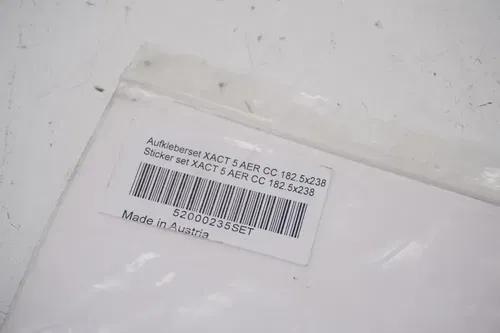 Aufkleberset XACT 5 AER CC 182.5x238
Sticker set XACT 5 AER CC 182.5x238
52000235SET
Made in Austria